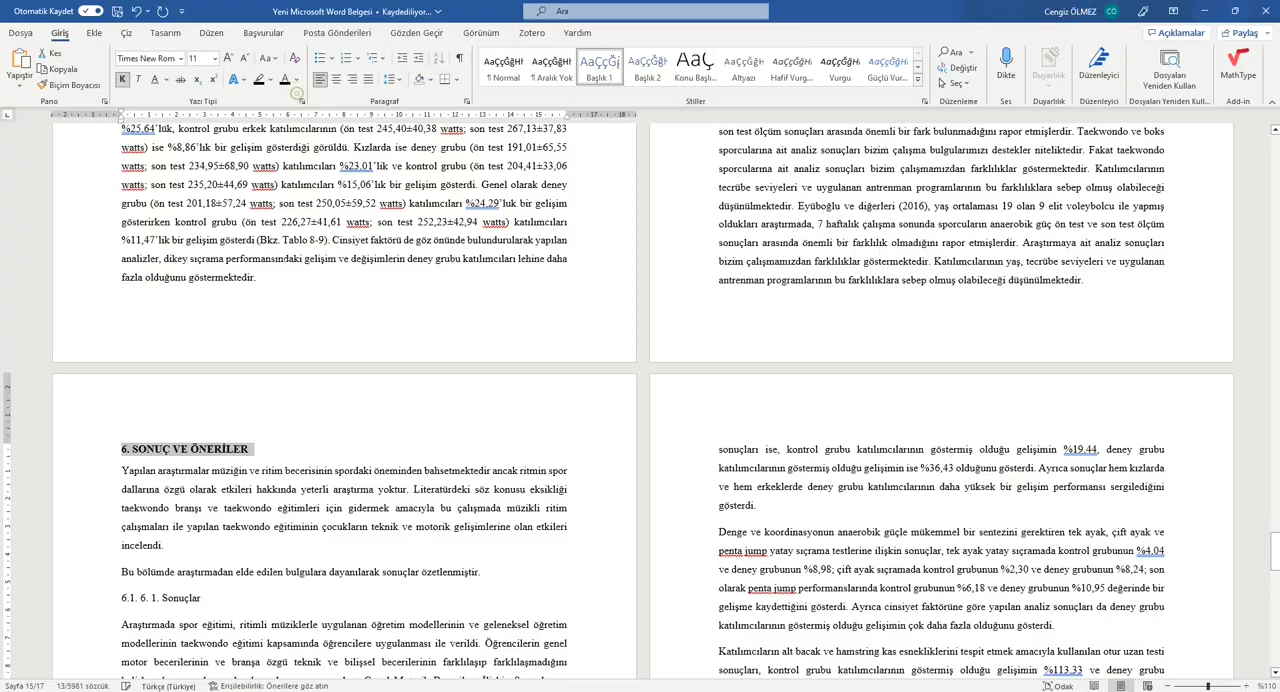 Otomatik Kaydet
Yeni Microsoft Word Belgesi • Kaydediliyor...
Ara
Cengiz ÖLMEZ
CÖ
Dosya Giriş Ekle Çiz Tasarım Düzen Başvurular Posta Gönderileri Gözden Geçir Görünüm Zotero Yardım
Açıklamalar
Paylaş
Yapıştır
Kes
Kopyala
Biçim Boyacısı
Pano
Times New Rom
11
Yazı Tipi
Paragraf
¶ Normal
¶ Aralık Yok
Başlık 1
Başlık 2
Konu Başlı...
Altyazı
Hafif Vurg...
Vurgu
Güçlü Vur...
Stiller
Ara
Değiştir
Seç
Düzenleme
Dikte
Ses
Duyarlılık
Duyarlılık
Düzenleyici
Düzenleyici
Dosyaları
Yeniden Kullan
Dosyaları Yeniden Kull...
MathType
Add-in
%25.64'lük, kontrol grubu erkek katılımcılarının (ön test 245,40±40,38 watts; son test 267,13±37,83
watts) ise %8,86'lık bir gelişim gösterdiği görüldü. Kızlarda ise deney grubu (ön test 191,01±65,55
watts; son test 234,95±68,90 watts) katılımcıları %23,01'lik ve kontrol grubu (ön test 204,41±33,06
watts; son test 235,20±44,69 watts) katılımcıları %15,06'lık bir gelişim gösterdi. Genel olarak deney
grubu (ön test 201,18±57,24 watts; son test 250,05±59,52 watts) katılımcıları %24.29'luk bir gelişim
gösterirken kontrol grubu (ön test 226,27±41,61 watts; son test 252,23±42,94 watts) katılımcıları
%11,47'lik bir gelişim gösterdi (Bkz. Tablo 8-9). Cinsiyet faktörü de göz önünde bulundurularak yapılan
analizler, dikey sıçrama performansındaki gelişim ve değişimlerin deney grubu katılımcıları lehine daha
fazla olduğunu göstermektedir.
son test ölçüm sonuçları arasında önemli bir fark bulunmadığını rapor etmişlerdir. Taekwondo ve boks
sporcularına ait analiz sonuçları bizim çalışma bulgularımızı destekler niteliktedir. Fakat taekwondo
sporcularına ait analiz sonuçları bizim çalışmamızdan farklılıklar göstermektedir. Katılımcılarının
tecrübe seviyeleri ve uygulanan antrenman programlarının bu farklılıklara sebep olmuş olabileceği
düşünülmektedir. Eyüboğlu ve diğerleri (2016), yaş ortalaması 19 olan 9 elit voleybolcu ile yapmış
oldukları araştırmada, 7 haftalık çalışma sonunda sporcuların anaerobik güç ön test ve son test ölçüm
sonuçları arasında önemli bir farklılık olmadığını rapor etmişlerdir. Araştırmaya ait analiz sonuçları
bizim çalışmamızdan farklılıklar göstermektedir. Katılımcılarının yaş, tecrübe seviyeleri ve uygulanan
antrenman programlarının bu farklılıklara sebep olmuş olabileceği düşünülmektedir.
6. SONUÇ VE ÖNERİLER
Yapılan araştırmalar müziğin ve ritim becerisinin spordaki öneminden bahsetmektedir ancak ritmin spor
dallarına özgü olarak etkileri hakkında yeterli araştırma yoktur. Literatürdeki söz konusu eksikliği
taekwondo branşı ve taekwondo eğitimleri için gidermek amacıyla bu çalışmada müzikli ritim
çalışmaları ile yapılan taekwondo eğitiminin çocukların teknik ve motorik gelişimlerine olan etkileri
incelendi.
Bu bölümde araştırmadan elde edilen bulgulara dayanılarak sonuçlar özetlenmiştir.
6.1. 6. 1. Sonuçlar
Araştırmada spor eğitimi, ritimli müziklerle uygulanan öğretim modellerinin ve geleneksel öğretim
modellerinin taekwondo eğitimi kapsamında öğrencilere uygulanması ile verildi. Öğrencilerin genel
motor becerilerinin ve branşa özgü teknik ve bilişsel becerilerinin farklılaşıp farklılaşmadığını
sonuçları ise, kontrol grubu katılımcılarının göstermiş olduğu gelişimin %19.44, deney grubu
katılımcılarının göstermiş olduğu gelişimin ise %36,43 olduğunu gösterdi. Ayrıca sonuçlar hem kızlarda
ve hem erkeklerde deney grubu katılımcılarının daha yüksek bir gelişim performansı sergilediğini
gösterdi.
Denge ve koordinasyonun anaerobik güçle mükemmel bir sentezini gerektiren tek ayak, çift ayak ve
penta jump yatay sıçrama testlerine ilişkin sonuçlar, tek ayak yatay sıçramada kontrol grubunun %4.04
ve deney grubunun %8,98; çift ayak sıçramada kontrol grubunun %2,30 ve deney grubunun %8,24; son
olarak penta jump performanslarında kontrol grubunun %6,18 ve deney grubunun %10,95 değerinde bir
gelişme kaydettiğini gösterdi. Ayrıca cinsiyet faktörüne göre yapılan analiz sonuçları da deney grubu
katılımcılarının göstermiş olduğu gelişimin çok daha fazla olduğunu gösterdi.
Katılımcıların alt bacak ve hamstring kas esnekliklerini tespit etmek amacıyla kullanılan otur uzan testi
sonuçları, kontrol grubu katılımcılarının göstermiş olduğu gelişimin %113.33 ve deney grubu
Sayfa 15/17
13/5981 sözcük
Türkçe (Türkiye)
Erişilebilirlik: Önerilere göz atın
Odak
%110